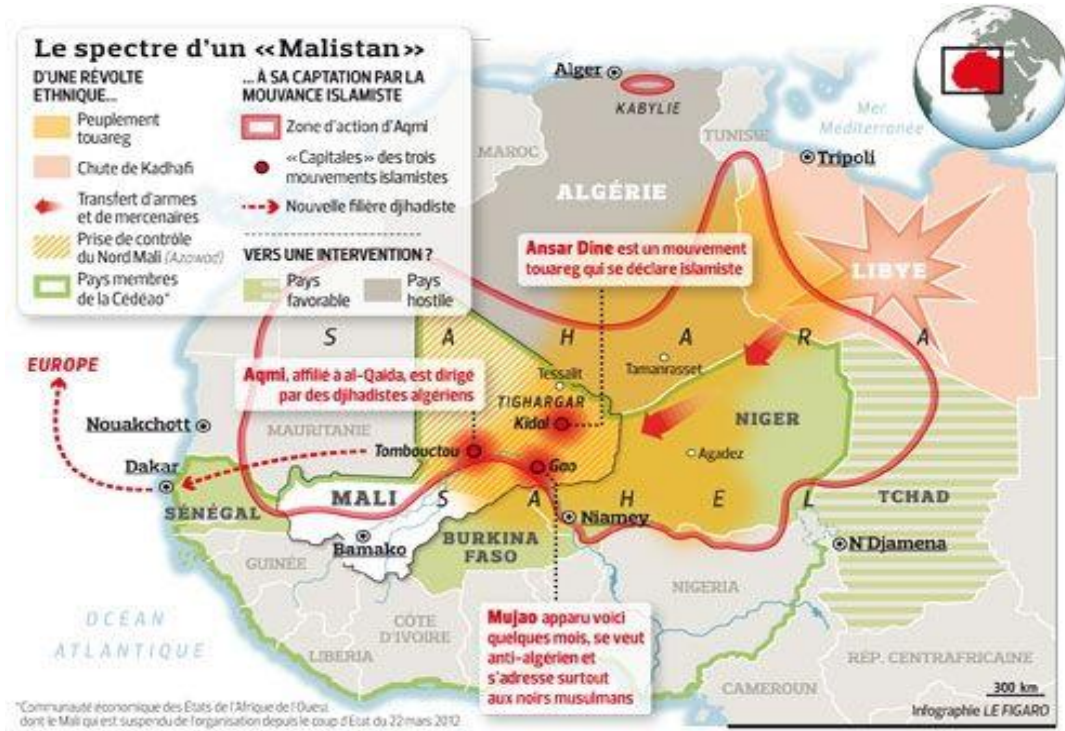 Le spectre d'un «Malistan»
D'UNE RÉVOLTE
ETHNIQUE...
Peuplement
touareg
Chute de Kadhafi
Transfert d'armes
et de mercenaires
Prise de contrôle
du Nord Mali (Azawad)
Pays membres
de la Cédéao*
... À SA CAPTATION PAR LA
MOUVANCE ISLAMISTE
Zone d'action d'Aqmi
«Capitales» des trois
mouvements islamistes
Nouvelle filière djihadiste
VERS UNE INTERVENTION ?
Pays
favorable
Pays
hostile
Alger
KABYLIE
MAROC
TUNISIE
Mer
Méditerranée
Tripoli
ALGÉRIE
LIBYE
Ansar Dine est un mouvement
touareg qui se déclare islamiste
S A H A R A
EUROPE
Aqmi, affilié à al-Qaida, est dirigé
par des djihadistes algériens
Tessalit
Tamanrasset
TIGHARGAR
Kidal
NIGER
Nouakchott
MAURITANIE
Tombouctou
Gao
Agadez
Dakar
SÉNÉGAL
MALI
S A H E L
TCHAD
Niamey
Bamako
BURKINA
FASO
N'Djamena
GUINÉE
NIGERIA
OCÉAN
ATLANTIQUE
CÔTE
D'IVOIRE
LIBERIA
Mujao apparu voici
quelques mois, se veut
anti-algérien et
s'adresse surtout
aux noirs musulmans
RÉP. CENTRAFRICAINE
CAMEROUN
300 km
*Communauté économique des États de l'Afrique de l'Ouest
dont le Mali qui est suspendu de l'organisation depuis le coup d'Etat du 22 mars 2012
Infographie LE FIGARO